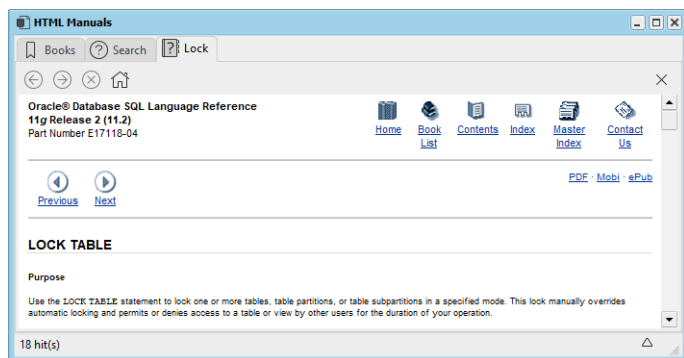 HTML Manuals
Books
Search
Lock
Oracle® Database SQL Language Reference
11g Release 2 (11.2)
Part Number E17118-04
Home
Book
List
Contents
Index
Master
Index
Contact
Us
Previous
Next
PDF · Mobi · ePub
LOCK TABLE
Purpose
Use the LOCK TABLE statement to lock one or more tables, table partitions, or table subpartitions in a specified mode. This lock manually overrides
automatic locking and permits or denies access to a table or view by other users for the duration of your operation.
18 hit(s)